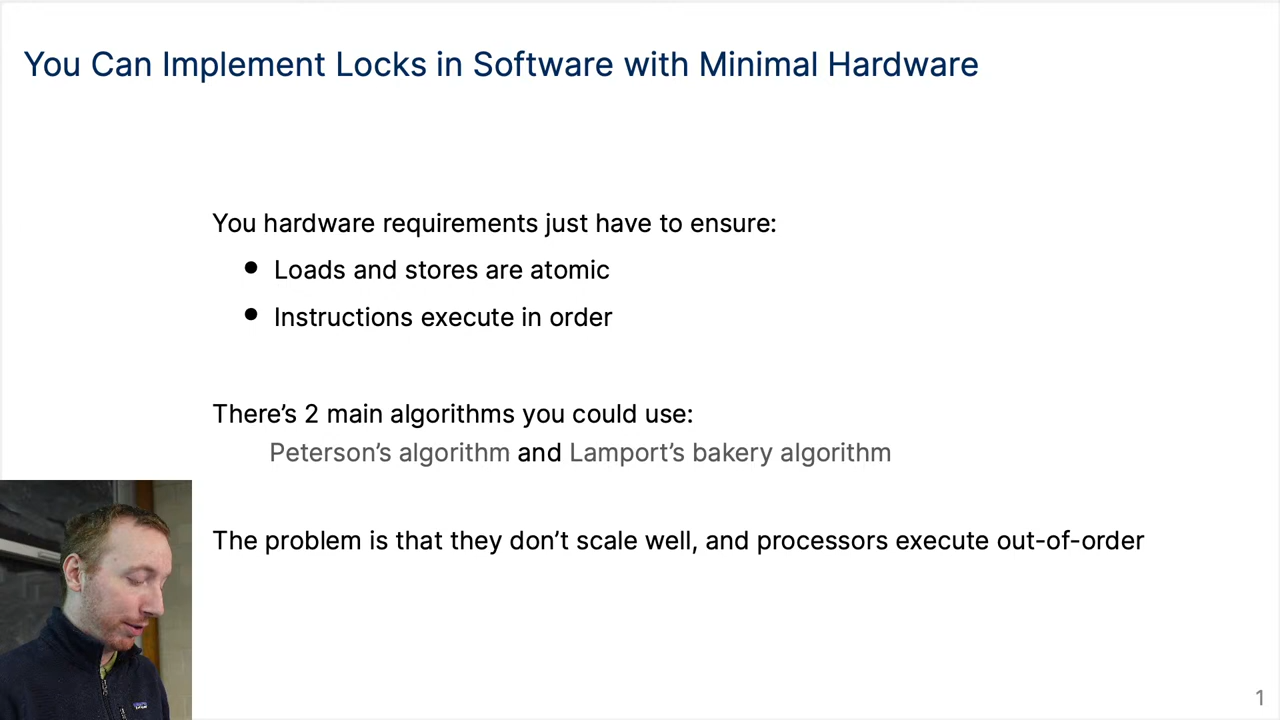 You Can Implement Locks in Software with Minimal Hardware
You hardware requirements just have to ensure:
● Loads and stores are atomic
● Instructions execute in order
There's 2 main algorithms you could use:
Peterson's algorithm and Lamport's bakery algorithm
The problem is that they don't scale well, and processors execute out-of-order
1